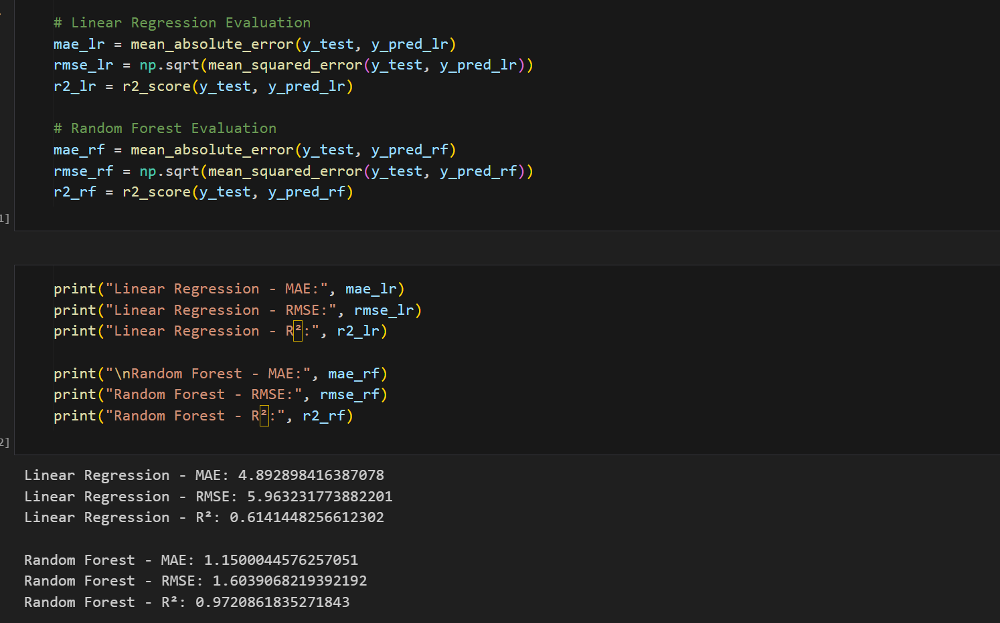 # Linear Regression Evaluation
mae_lr = mean_absolute_error(y_test, y_pred_lr)
rmse_lr = np.sqrt(mean_squared_error(y_test, y_pred_lr))
r2_lr = r2_score(y_test, y_pred_lr)
# Random Forest Evaluation
mae_rf = mean_absolute_error(y_test, y_pred_rf)
rmse_rf = np.sqrt(mean_squared_error(y_test, y_pred_rf))
r2_rf = r2_score(y_test, y_pred_rf)
1]
print("Linear Regression - MAE:", mae_lr)
print("Linear Regression - RMSE:", rmse_lr)
print("Linear Regression - R²:", r2_lr)
print("\nRandom Forest - MAE:", mae_rf)
print("Random Forest - RMSE:", rmse_rf)
print("Random Forest - R²:", r2_rf)
2]
Linear Regression - MAE: 4.892898416387078
Linear Regression - RMSE: 5.963231773882201
Linear Regression - R²: 0.6141448256612302
Random Forest - MAE: 1.1500044576257051
Random Forest - RMSE: 1.6039068219392192
Random Forest - R²: 0.9720861835271843